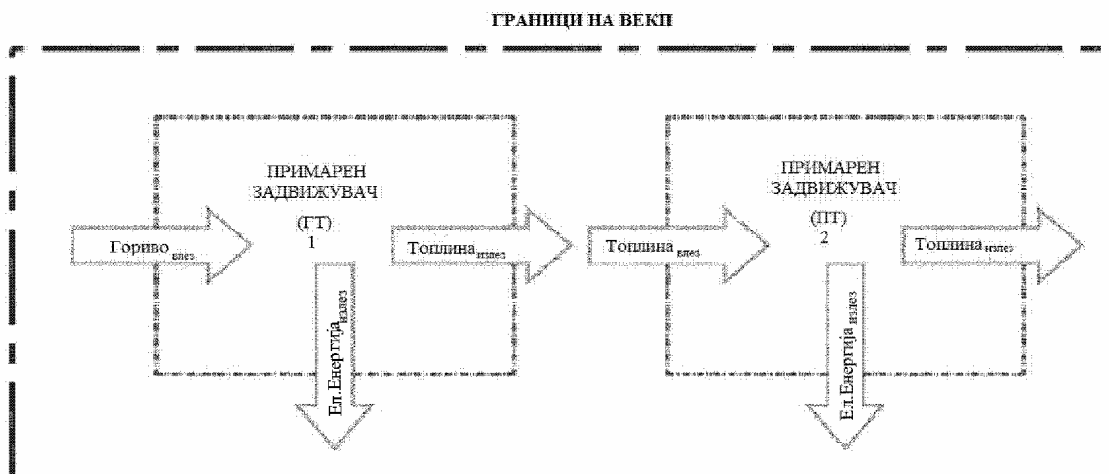 ГРАНИЦИ НА ВЕКП
ПРИМАРЕН
ЗАДВИЖУВАЧ
(ГТ)
1
Гориво влез
Топлина излез
Ел.Енергија излез
ПРИМАРЕН
ЗАДВИЖУВАЧ
(ПТ)
2
Топлина влез
Топлина излез
Ел.Енергија излез